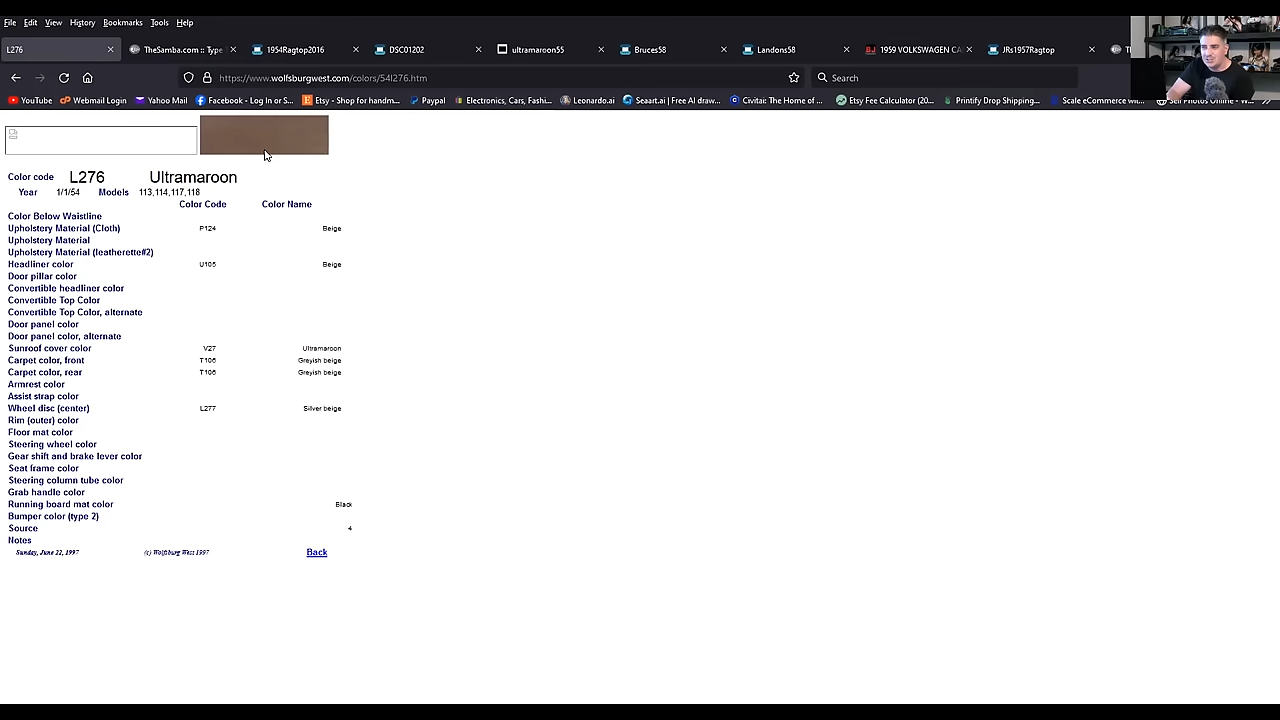 File Edit View History Bookmarks Tools Help
L276 TheSamba.com :: Type 1954Ragtop2016 DSC01202 ultramaroon55 Bruces58 Landons58 1959 VOLKSWAGEN CA JRs1957Ragtop
https://www.wolfsburgwest.com/colors/54l276.htm Search
YouTube Webmail Login Yahoo Mail Facebook - Log In or S... Etsy - Shop for handm... Paypal Electronics, Cars, Fashi... Leonardo.ai Seaart.ai | Free AI draw... Civitai: The Home of ... Etsy Fee Calculator (20... Printify Drop Shipping... Scale eCommerce wi... Sell Photos Online - W...
Color code L276 Ultramaroon
Year 1/1/54 Models 113,114,117,118
Color Code Color Name
Color Below Waistline
Upholstery Material (Cloth) P124 Beige
Upholstery Material
Upholstery Material (leatherette#2)
Headliner color U105 Beige
Door pillar color
Convertible headliner color
Convertible Top Color
Convertible Top Color, alternate
Door panel color
Door panel color, alternate
Sunroof cover color V27 Ultramaroon
Carpet color, front T106 Greyish beige
Carpet color, rear T106 Greyish beige
Armrest color
Assist strap color
Wheel disc (center) L277 Silver beige
Rim (outer) color
Floor mat color
Steering wheel color
Gear shift and brake lever color
Seat frame color
Steering column tube color
Grab handle color
Running board mat color Black
Bumper color (type 2)
Source 4
Notes
Sunday, June 22, 1997 (c) Wolfsburg West 1997 Back